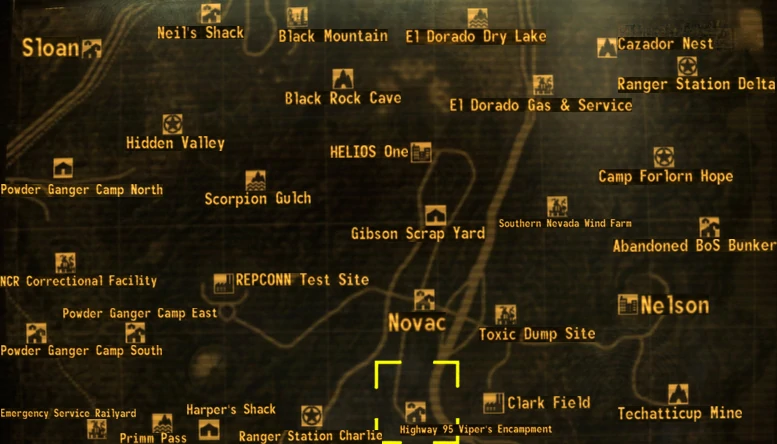 Neil's Shack
Black Mountain
El Dorado Dry Lake
Sloan
Cazador Nest
Ranger Station Delta
Black Rock Cave
El Dorado Gas & Service
Hidden Valley
HELIOS One
Camp Forlorn Hope
Powder Ganger Camp North
Scorpion Gulch
Southern Nevada Wind Farm
Gibson Scrap Yard
Abandoned BoS Bunker
NCR Correctional Facility
REPCONN Test Site
Nelson
Powder Ganger Camp East
Novac
Toxic Dump Site
Powder Ganger Camp South
Clark Field
Emergency Service Railyard
Harper's Shack
Techatticup Mine
Primm Pass
Ranger Station Charlie
Highway 95 Viper's Encampment